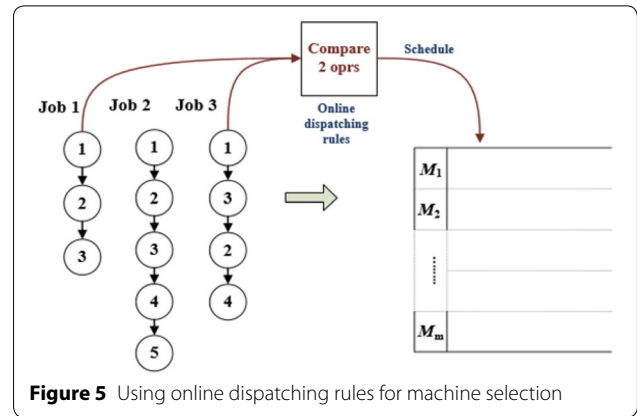 Compare
2 oprs
Schedule
Online
dispatching
rules
Job 1 Job 2 Job 3
1 1 1
2 2 3
3 3 2
4 4
5
M1
M2
......
Mm
Figure 5 Using online dispatching rules for machine selection